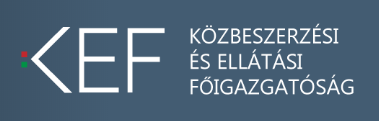 KEF
KÖZBESZERZÉSI
ÉS ELLÁTÁSI
FŐIGAZGATÓSÁG